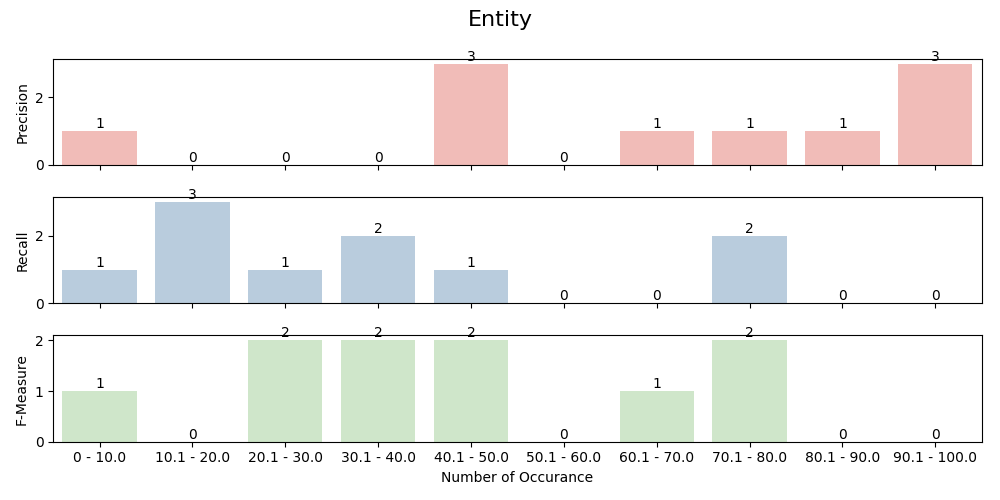 Entity
Precision
2
0
1 0 0 0 3 0 1 1 1 3
Recall
2
0
1 3 1 2 1 0 0 2 0 0
F-Measure
2
1
0
1 0 2 2 2 0 1 2 0 0
0 - 10.0 10.1 - 20.0 20.1 - 30.0 30.1 - 40.0 40.1 - 50.0 50.1 - 60.0 60.1 - 70.0 70.1 - 80.0 80.1 - 90.0 90.1 - 100.0
Number of Occurance